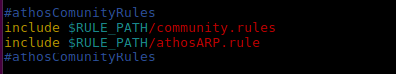 #athosComunityRules
include $RULE_PATH/community.rules
include $RULE_PATH/athosARP.rule
#athosComunityRules